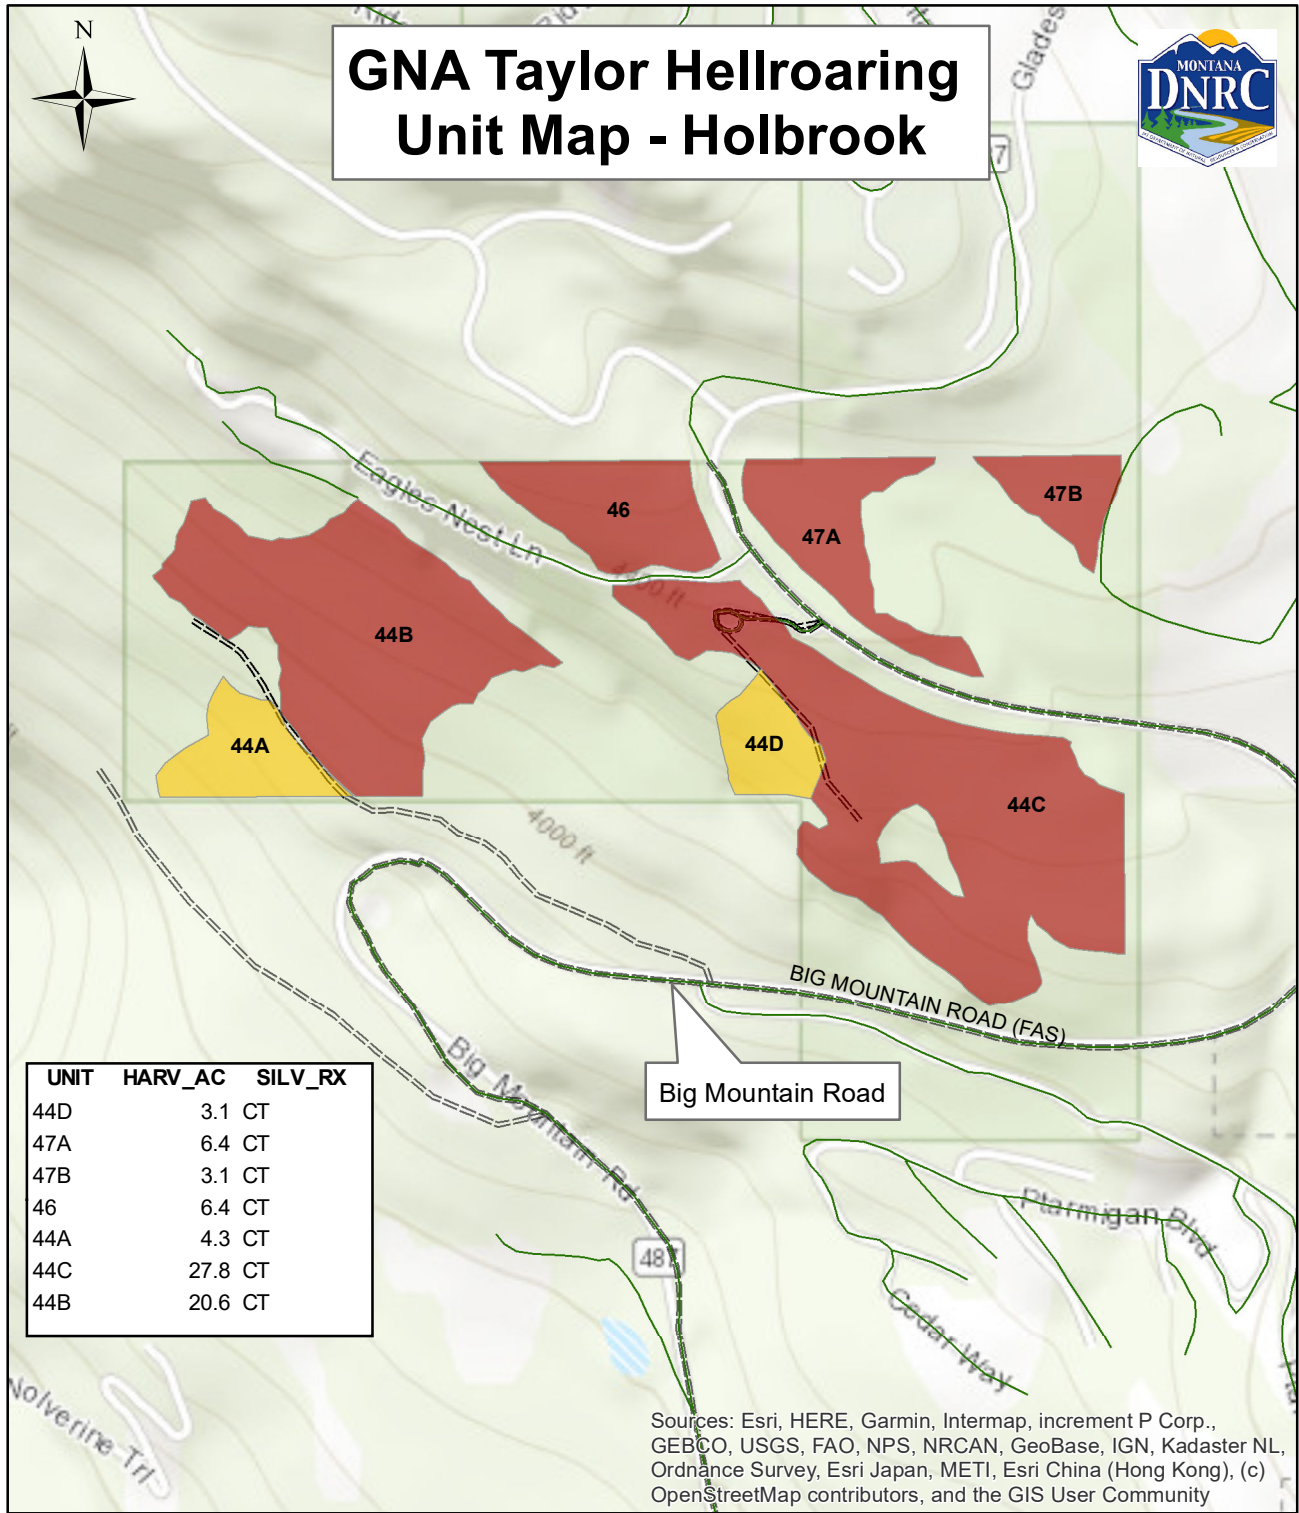 N
GNA Taylor Hellroaring
Unit Map - Holbrook
MONTANA
DNRC
Glades
7
Eagles Nest Ln
46
47A
47B
4400 ft
44B
44A
44D
44C
4000 ft
BIG MOUNTAIN ROAD (FAS)
Big Mountain Road
Big Mountain Rd
UNIT HARV_AC SILV_RX
44D 3.1 CT
47A 6.4 CT
47B 3.1 CT
46 6.4 CT
44A 4.3 CT
44C 27.8 CT
44B 20.6 CT
487
Ptarmigan Blvd
Cedar Way
Wolverine Trl
Sources: Esri, HERE, Garmin, Intermap, increment P Corp.,
GEBCO, USGS, FAO, NPS, NRCAN, GeoBase, IGN, Kadaster NL,
Ordnance Survey, Esri Japan, METI, Esri China (Hong Kong), (c)
OpenStreetMap contributors, and the GIS User Community